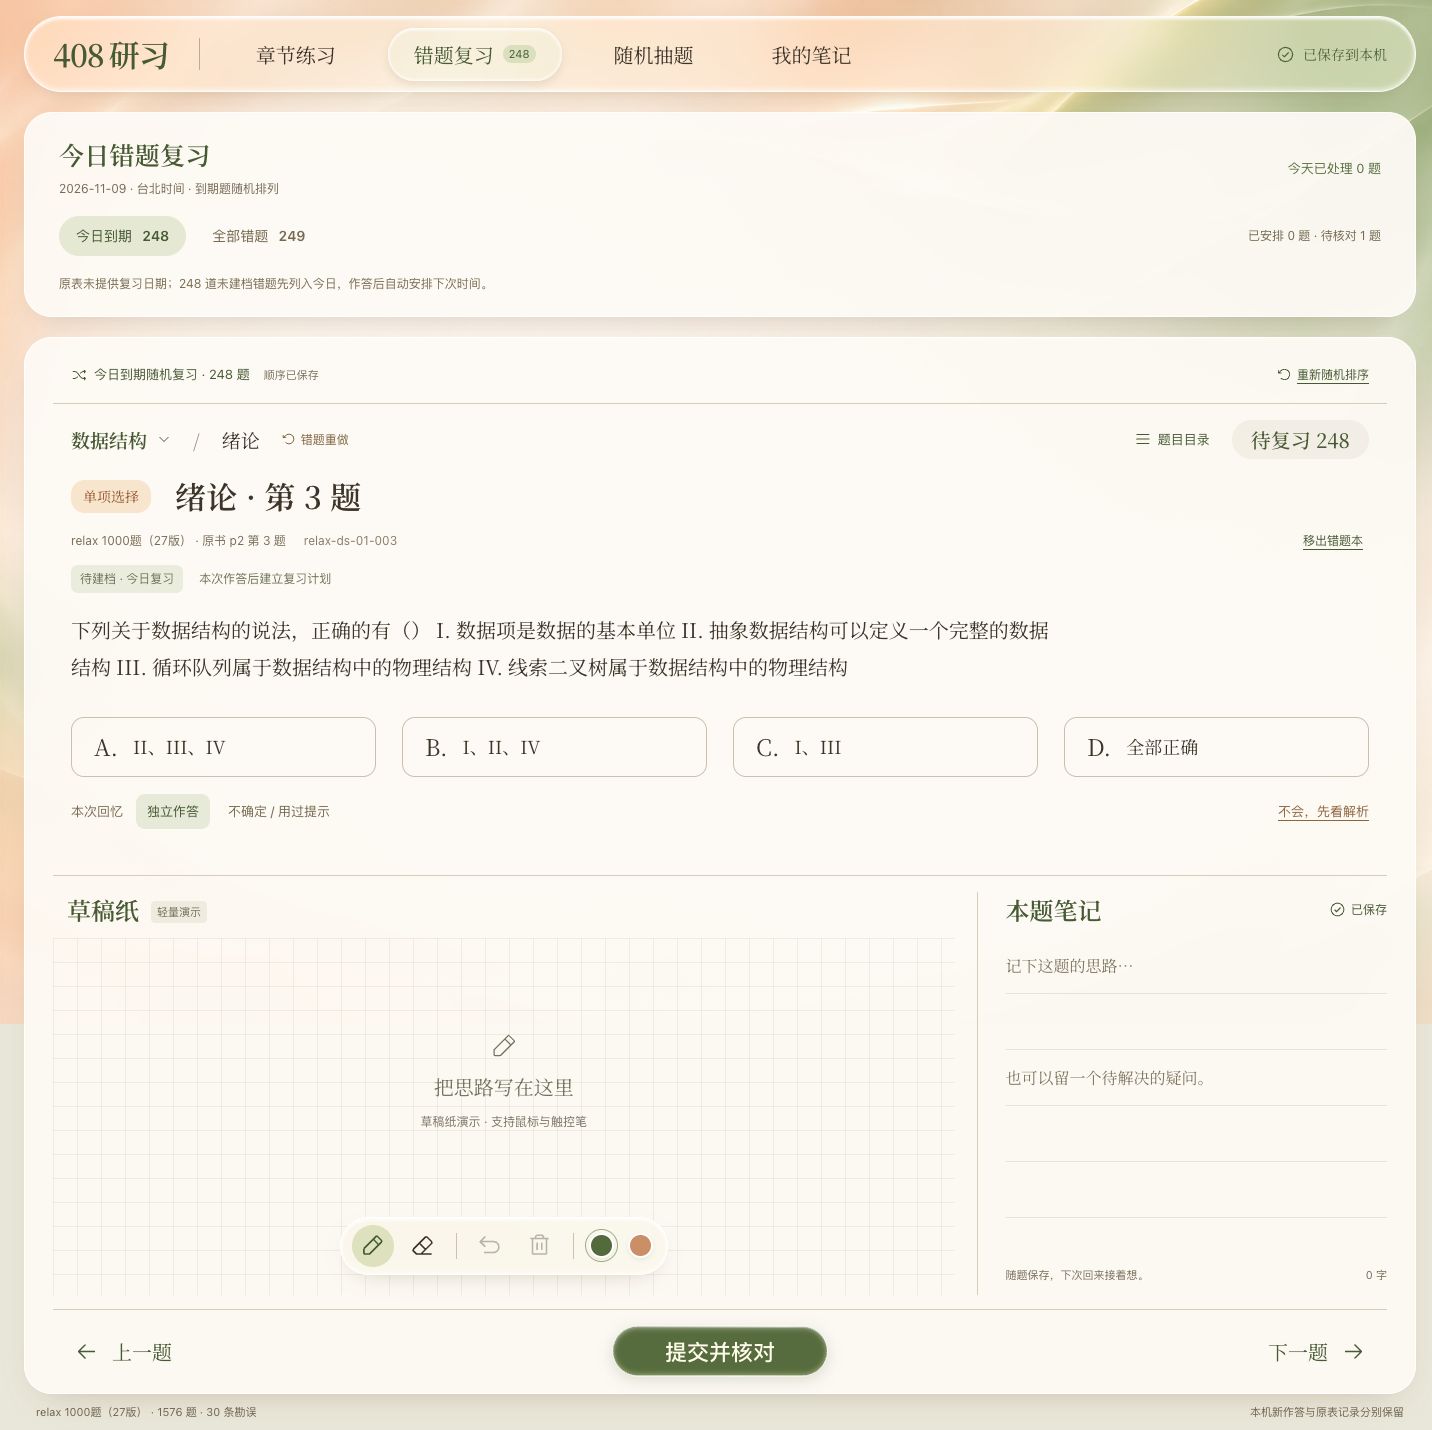 408 研习
章节练习
错题复习 248
随机抽题
我的笔记
已保存到本机
今日错题复习
2026-11-09 · 台北时间 · 到期题随机排列
今天已处理 0 题
今日到期 248
全部错题 249
已安排 0 题 · 待核对 1 题
原表未提供复习日期；248 道未建档错题先列入今日，作答后自动安排下次时间。
今日到期随机复习 · 248 题 顺序已保存
重新随机排序
数据结构 / 绪论 错题重做
题目目录
待复习 248
单项选择 绪论 · 第 3 题
relax 1000题（27版） · 原书 p2 第 3 题 relax-ds-01-003
移出错题本
待建档 · 今日复习 本次作答后建立复习计划
下列关于数据结构的说法，正确的有（） I. 数据项是数据的基本单位 II. 抽象数据结构可以定义一个完整的数据
结构 III. 循环队列属于数据结构中的物理结构 IV. 线索二叉树属于数据结构中的物理结构
A. II、III、IV
B. I、II、IV
C. I、III
D. 全部正确
本次回忆 独立作答 不确定 / 用过提示
不会，先看解析
草稿纸 轻量演示
把思路写在这里
草稿纸演示 · 支持鼠标与触控笔
本题笔记
已保存
记下这题的思路…
也可以留一个待解决的疑问。
随题保存，下次回来接着想。
0 字
上一题
提交并核对
下一题
relax 1000题（27版） · 1576 题 · 30 条勘误
本机新作答与原表记录分别保留